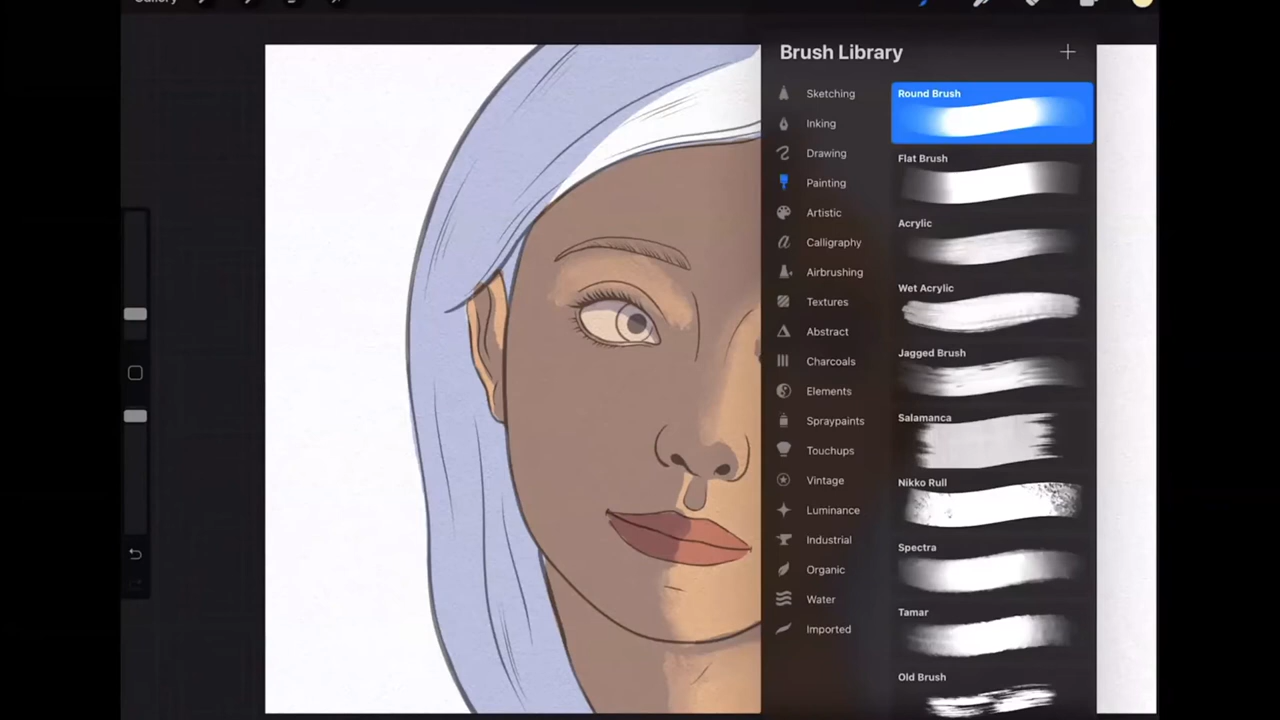 Gallery
Brush Library
Sketching
Inking
Drawing
Painting
Artistic
Calligraphy
Airbrushing
Textures
Abstract
Charcoals
Elements
Spraypaints
Touchups
Vintage
Luminance
Industrial
Organic
Water
Imported
Round Brush
Flat Brush
Acrylic
Wet Acrylic
Jagged Brush
Salamanca
Nikko Rull
Spectra
Tamar
Old Brush